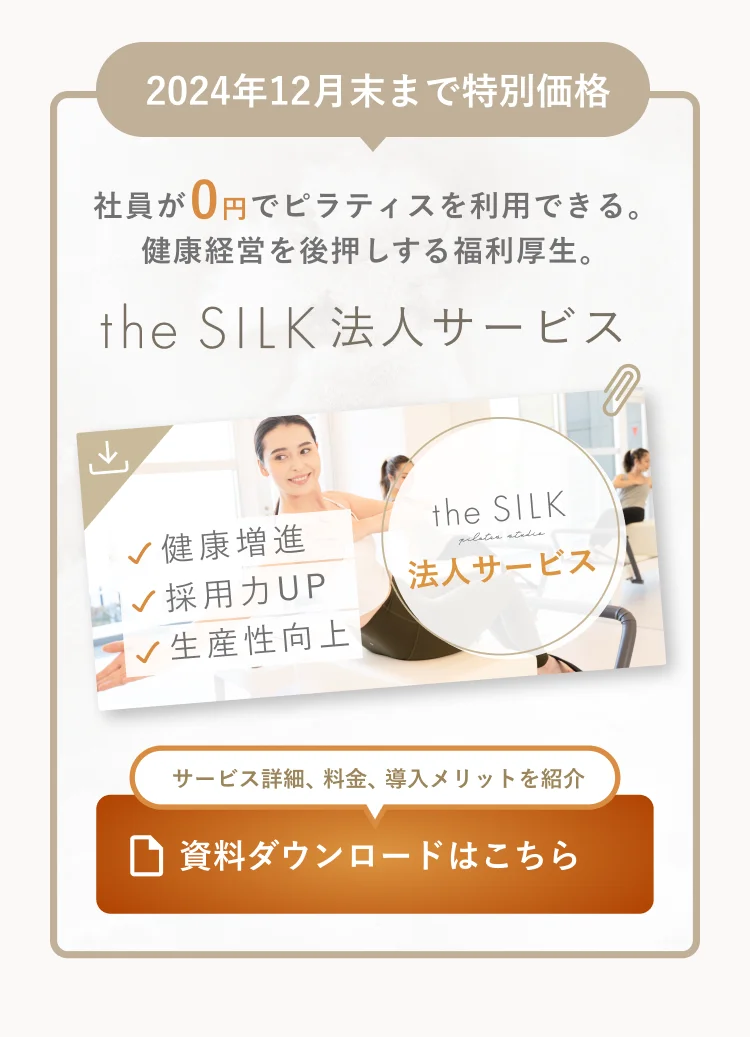 2024年12月末まで特別価格
社員が0円でピラティスを利用できる。
健康経営を後押しする福利厚生。
the SILK 法人サービス
健康増進
採用力UP
生産性向上
the SILK
pilates studio
法人サービス
サービス詳細、料金、導入メリットを紹介
資料ダウンロードはこちら